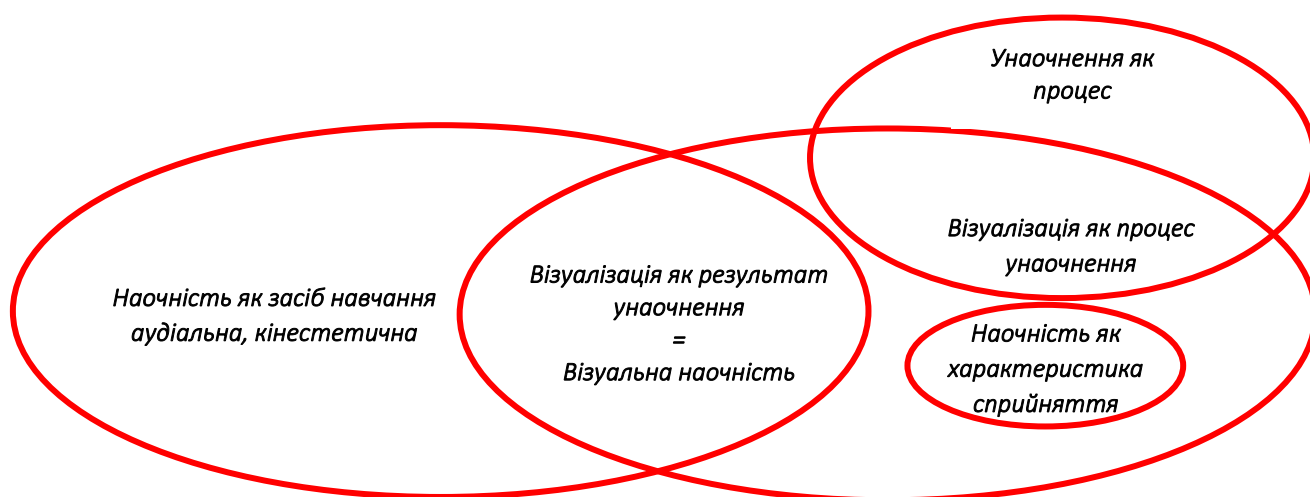 Унаочнення як
процес
Візуалізація як процес
унаочнення
Наочність як засіб навчання
аудіальна, кінестетична
Візуалізація як результат
унаочнення
=
Візуальна наочність
Наочність як
характеристика
сприйняття